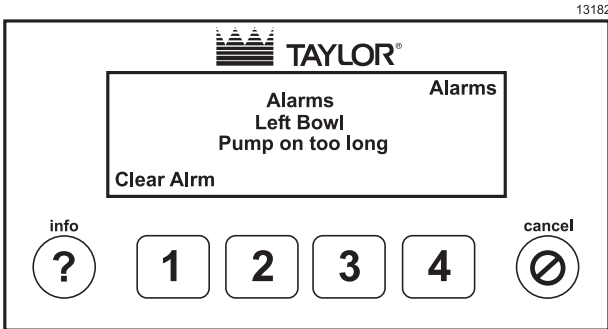 13182
TAYLOR®
Alarms
Alarms
Left Bowl
Pump on too long
Clear Alrm
info
cancel
?
1
2
3
4